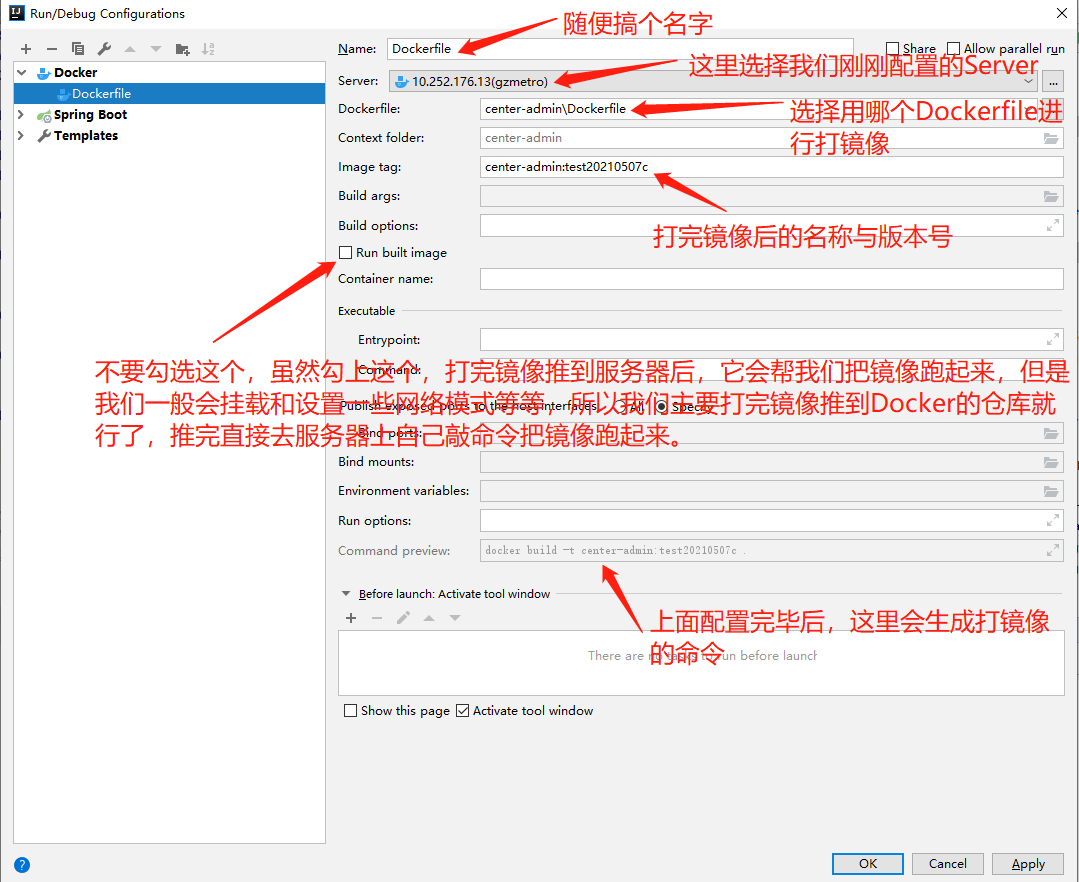 Run/Debug Configurations
Name: Dockerfile
随便搞个名字
Share Allow parallel run
Docker
Dockerfile
Spring Boot
Templates
Server: 10.252.176.13(gzmetro) ...
这里选择我们刚刚配置的Server
Dockerfile: center-admin\Dockerfile
选择用哪个Dockerfile进
行打镜像
Context folder: center-admin
Image tag: center-admin:test20210507c
Build args:
打完镜像后的名称与版本号
Build options:
Run built image
Container name:
Executable
Entrypoint:
Command:
不要勾选这个，虽然勾上这个，打完镜像推到服务器后，它会帮我们把镜像跑起来，但是
我们一般会挂载和设置一些网络模式等等，所以我们主要打完镜像推到Docker的仓库就
行了，推完直接去服务器上自己敲命令把镜像跑起来。
Publish exposed ports to the host interfaces: All Specify
Bind ports:
Bind mounts:
Environment variables:
Run options:
Command preview: docker build -t center-admin:test20210507c .
Before launch: Activate tool window
上面配置完毕后，这里会生成打镜像
的命令
There are no tasks to run before launch
Show this page Activate tool window
? OK Cancel Apply